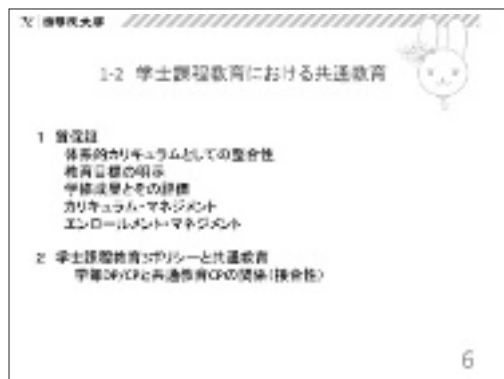 1-2 学士課程教育における共通教育
1 質保証
体系的カリキュラムとしての整合性
教育目標の明示
学修成果とその評価
カリキュラム・マネジメント
エンロールメント・マネジメント
2 学士課程教育3ポリシーと共通教育
学部DP/CPと共通教育CPの関係(接合性)
6